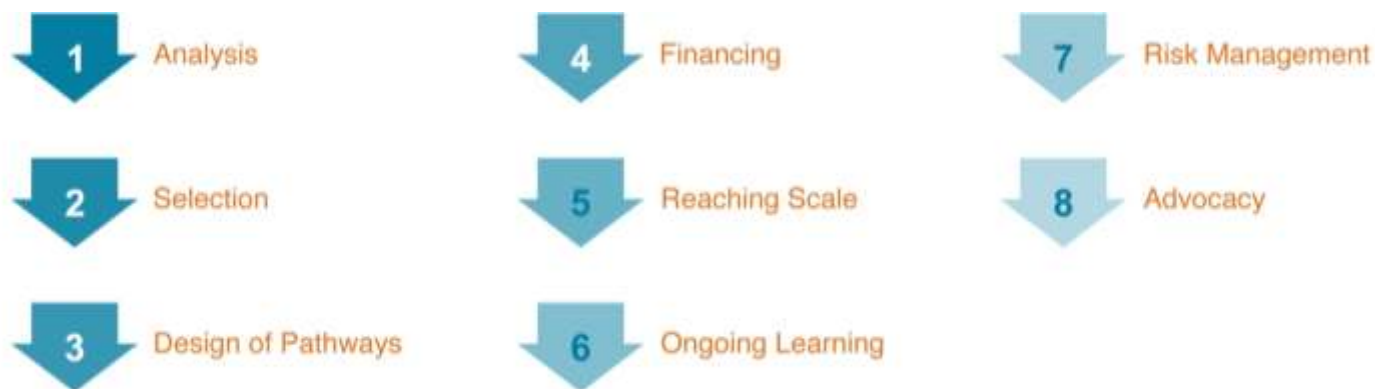 1 Analysis
2 Selection
3 Design of Pathways
4 Financing
5 Reaching Scale
6 Ongoing Learning
7 Risk Management
8 Advocacy